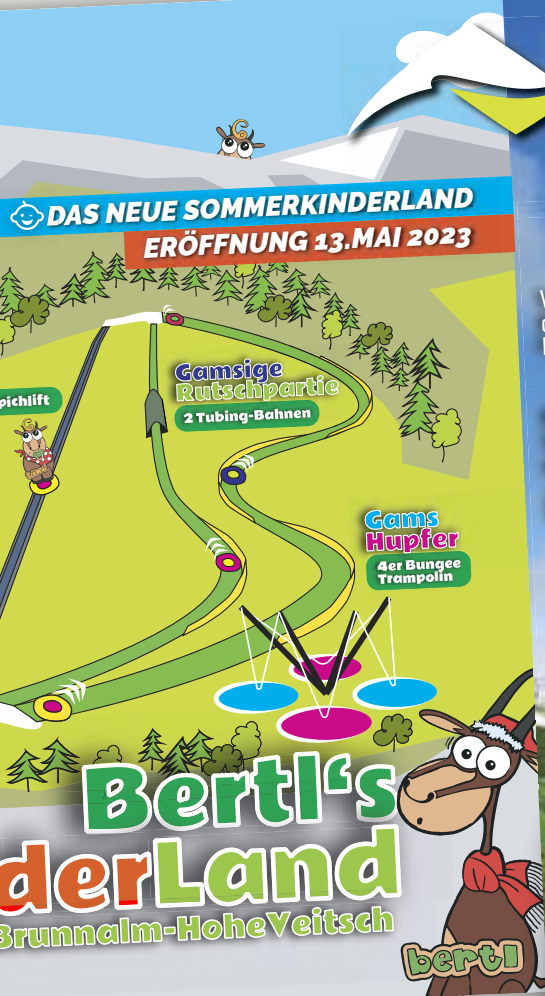 DAS NEUE SOMMERKINDERLAND
ERÖFFNUNG 13.MAI 2023
Gamsige
Rutschpartie
2 Tubing-Bahnen
pichlift
Gams
Hupfer
4er Bungee
Trampolin
Bertl‘s
derLand
Brunnalm-HoheVeitsch
bertl